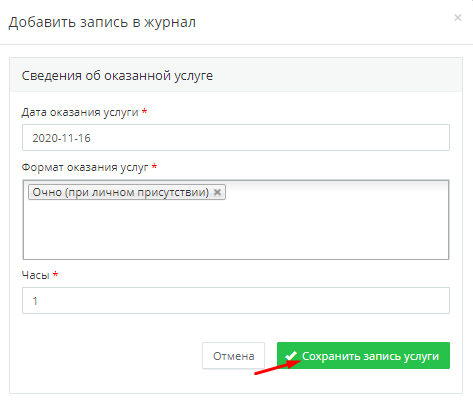 Добавить запись в журнал
×
Сведения об оказанной услуге
Дата оказания услуги *
2020-11-16
Формат оказания услуг *
Очно (при личном присутствии) ×
Часы *
1
Отмена
Сохранить запись услуги